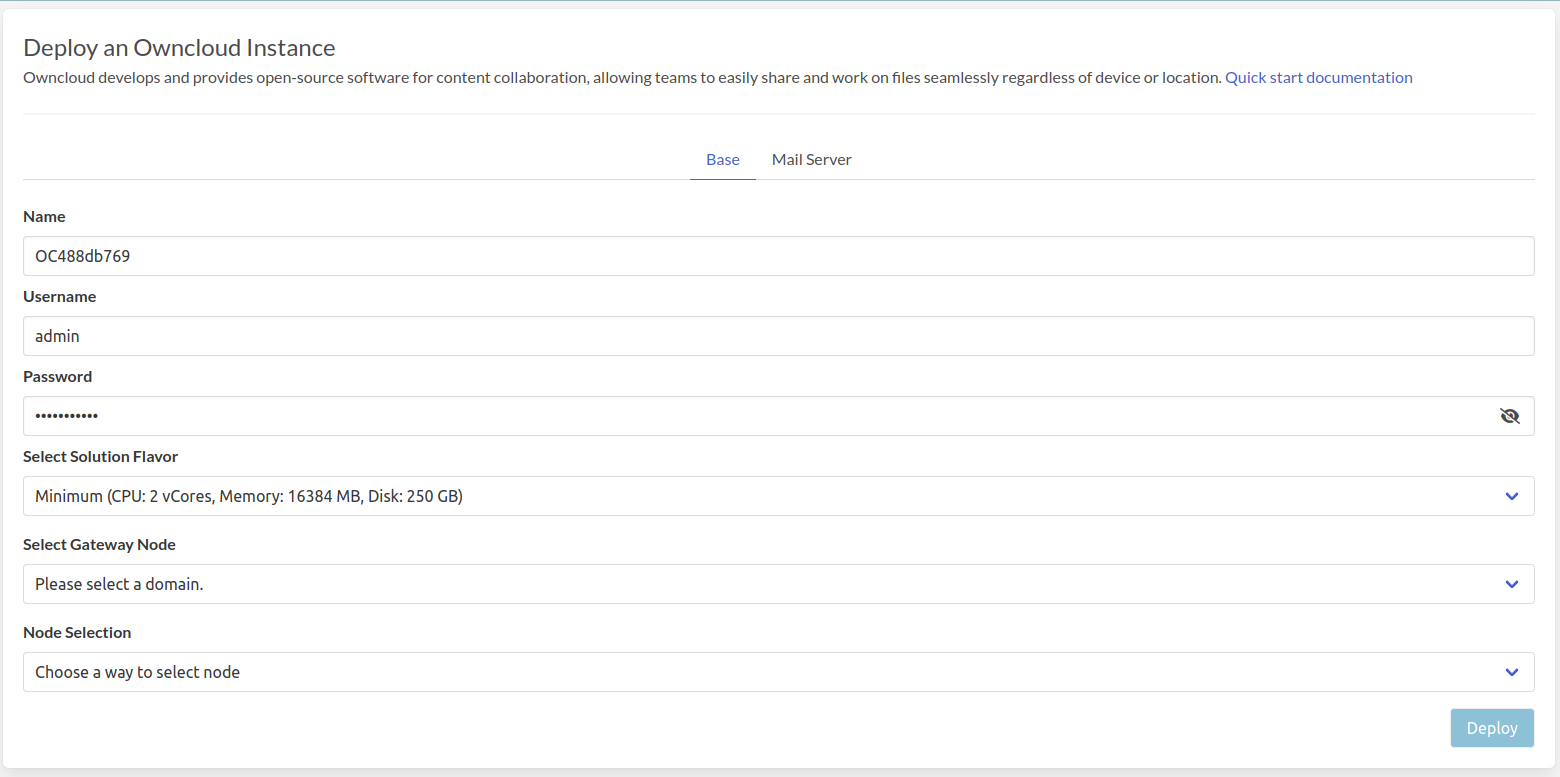 Deploy an Owncloud Instance
Owncloud develops and provides open-source software for content collaboration, allowing teams to easily share and work on files seamlessly regardless of device or location. Quick start documentation
Base Mail Server
Name
OC488db769
Username
admin
Password
•••••••••••
Select Solution Flavor
Minimum (CPU: 2 vCores, Memory: 16384 MB, Disk: 250 GB)
Select Gateway Node
Please select a domain.
Node Selection
Choose a way to select node
Deploy